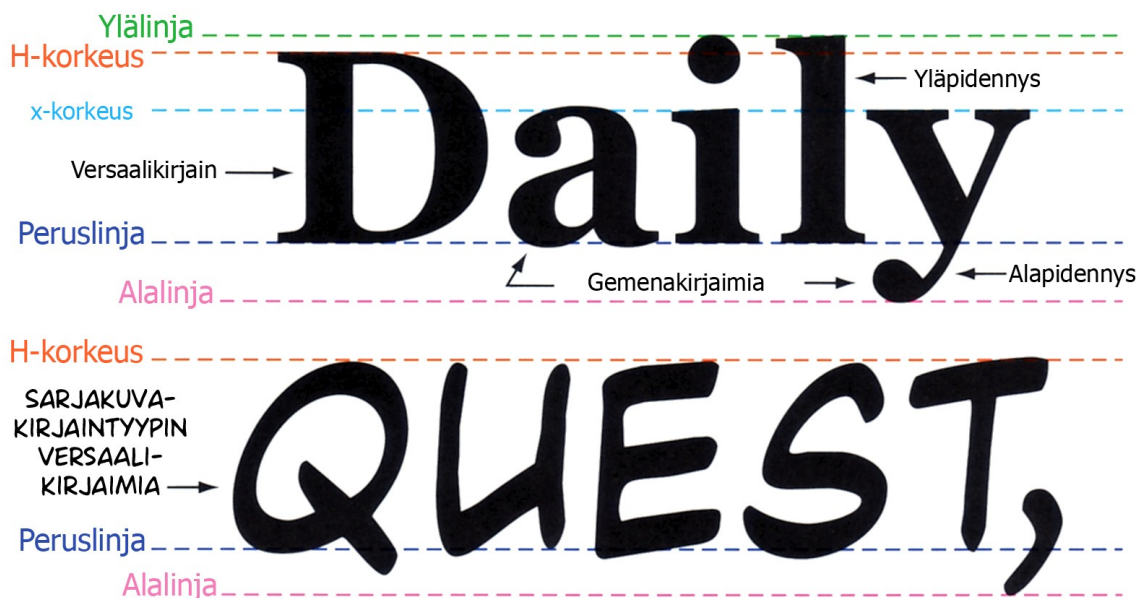 Ylälinja
H-korkeus
Daily
Yläpidennys
x-korkeus
Versaalikirjain
Peruslinja
Gemenakirjaimia
Alapidennys
Alalinja
H-korkeus
QUEST,
SARJAKUVA-
KIRJAINTYYPIN
VERSAALI-
KIRJAIMIA
Peruslinja
Alalinja